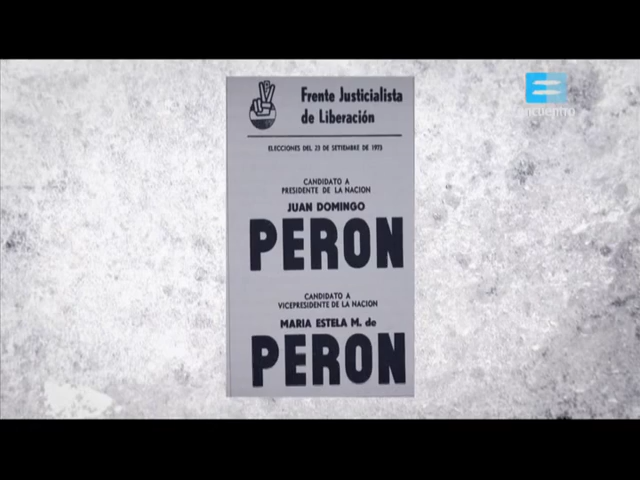 Frente Justicialista
de Liberación
ELECCIONES DEL 23 DE SETIEMBRE DE 1973
CANDIDATO A
PRESIDENTE DE LA NACION
JUAN DOMINGO
PERON
CANDIDATO A
VICEPRESIDENTE DE LA NACION
MARIA ESTELA M. de
PERON